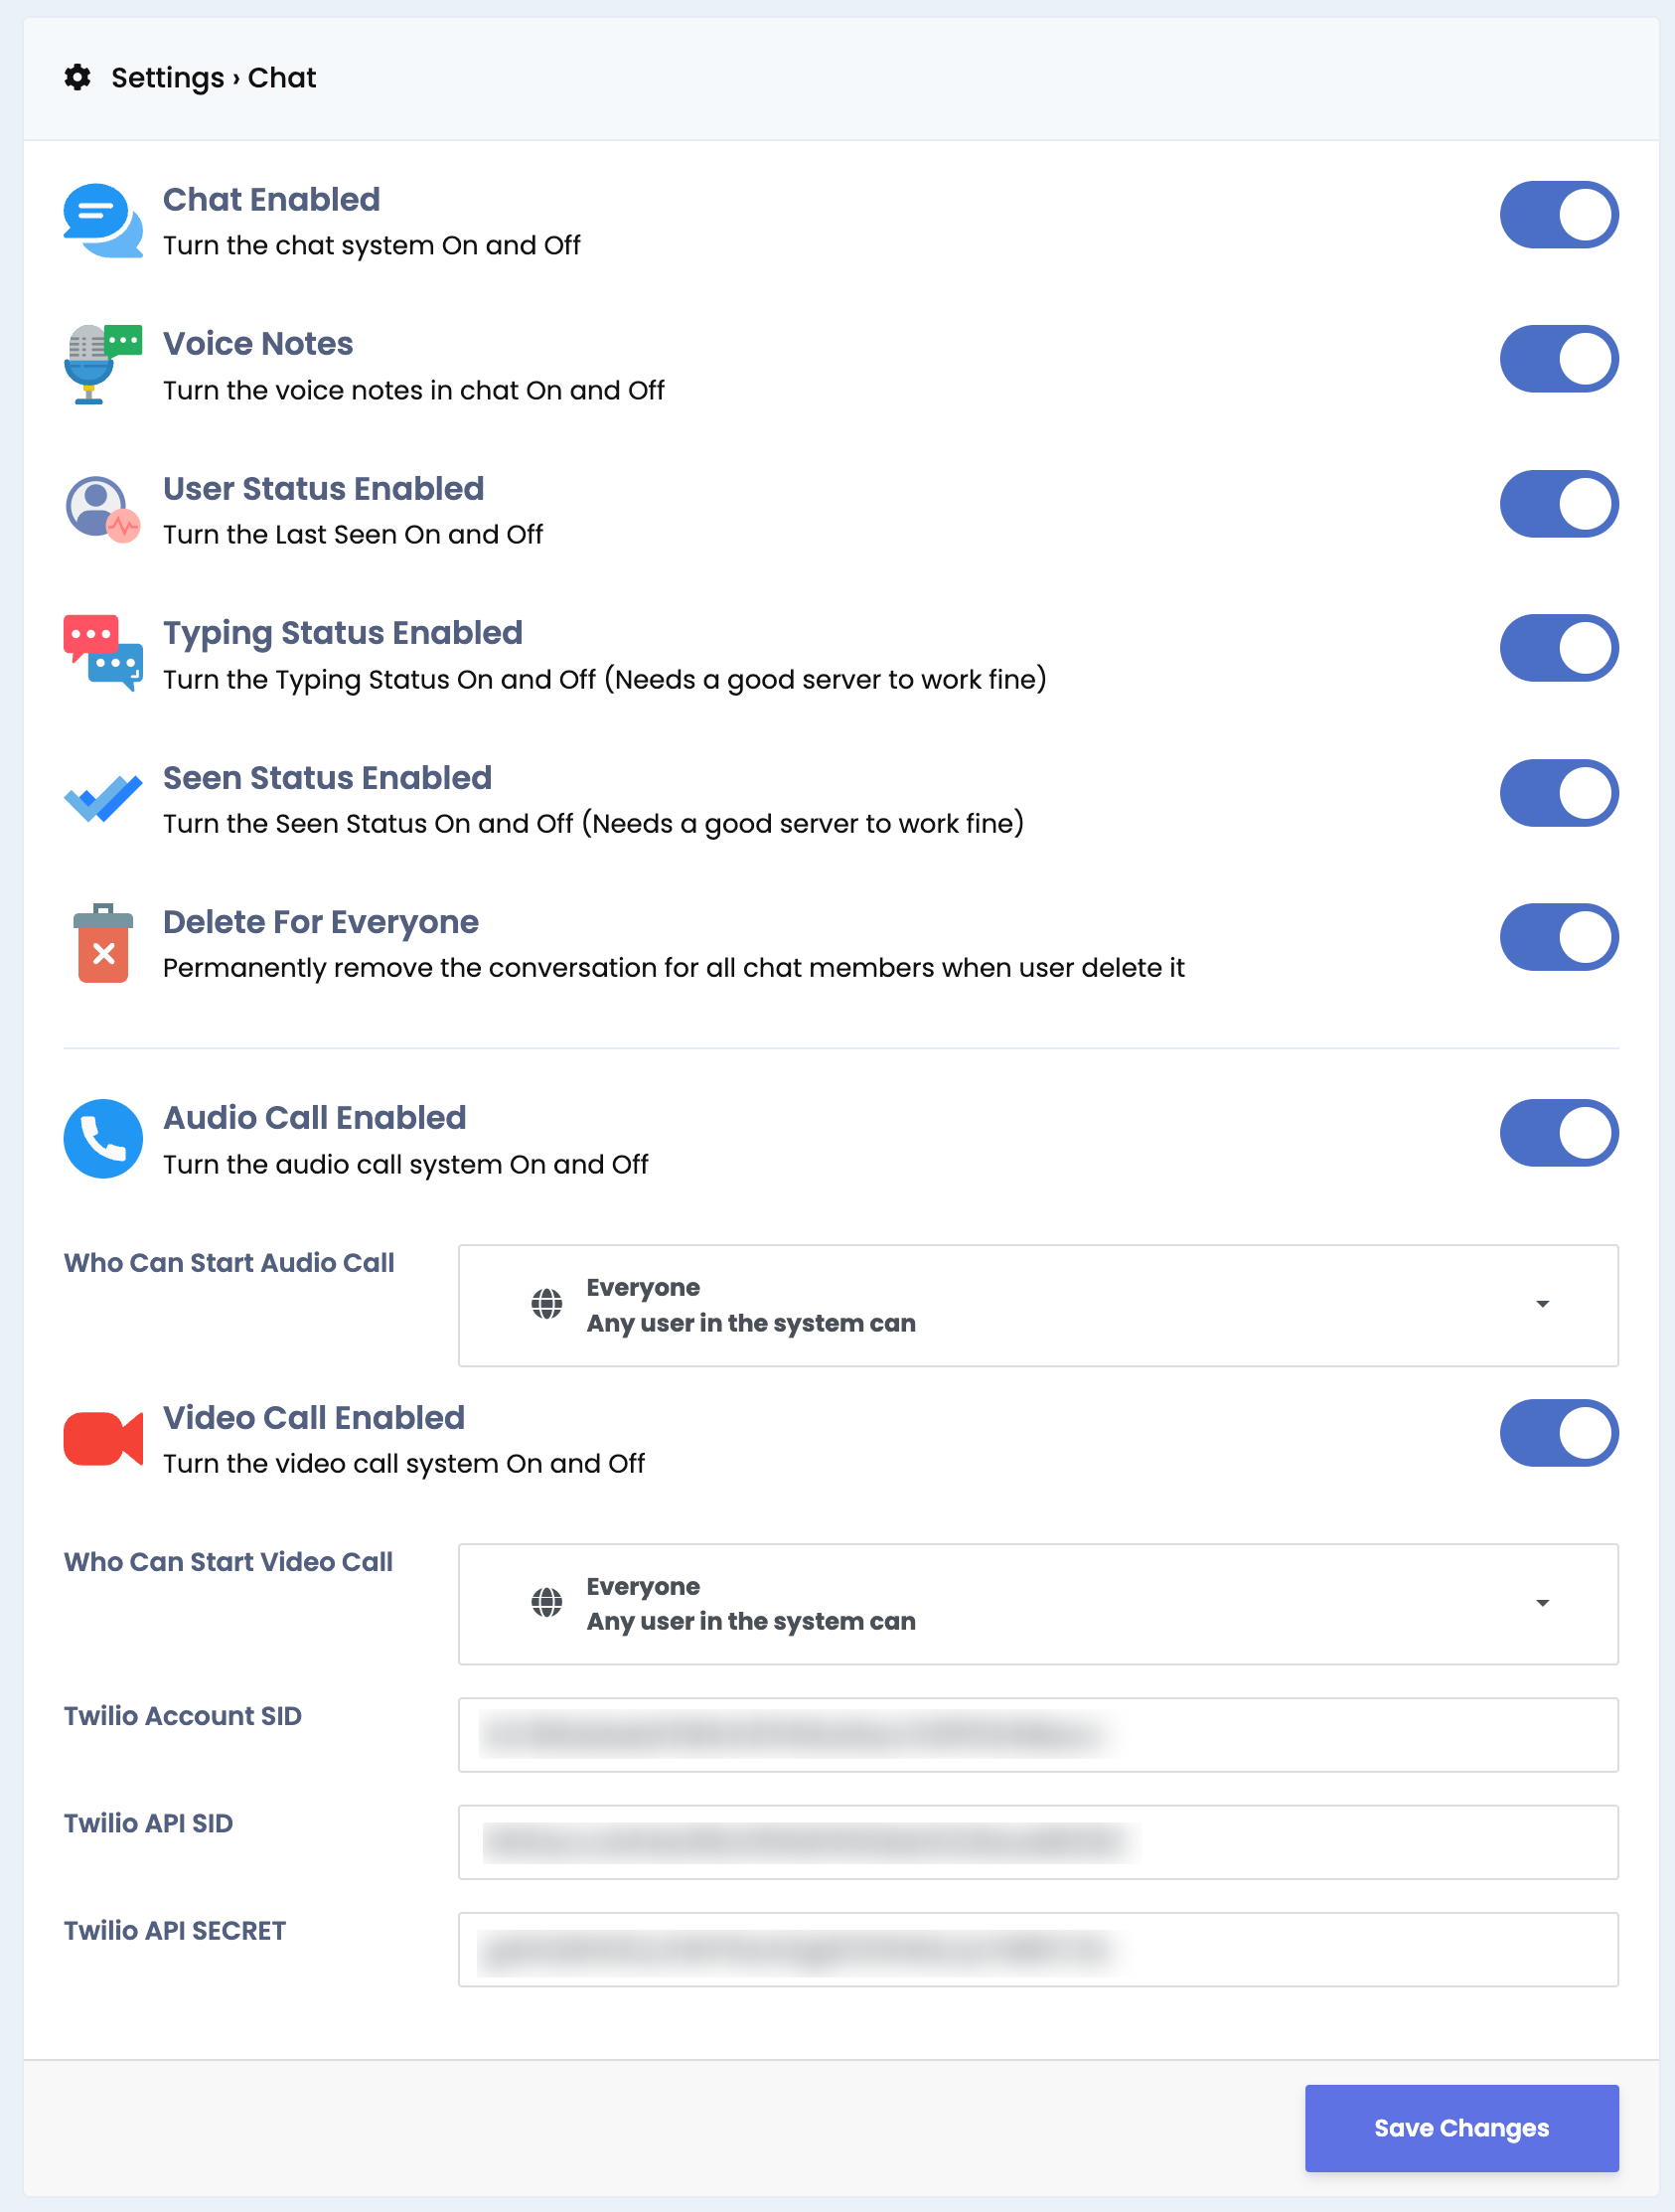 Settings › Chat
Chat Enabled
Turn the chat system On and Off
Voice Notes
Turn the voice notes in chat On and Off
User Status Enabled
Turn the Last Seen On and Off
Typing Status Enabled
Turn the Typing Status On and Off (Needs a good server to work fine)
Seen Status Enabled
Turn the Seen Status On and Off (Needs a good server to work fine)
Delete For Everyone
Permanently remove the conversation for all chat members when user delete it
Audio Call Enabled
Turn the audio call system On and Off
Who Can Start Audio Call
Everyone
Any user in the system can
Video Call Enabled
Turn the video call system On and Off
Who Can Start Video Call
Everyone
Any user in the system can
Twilio Account SID
Twilio API SID
Twilio API SECRET
Save Changes